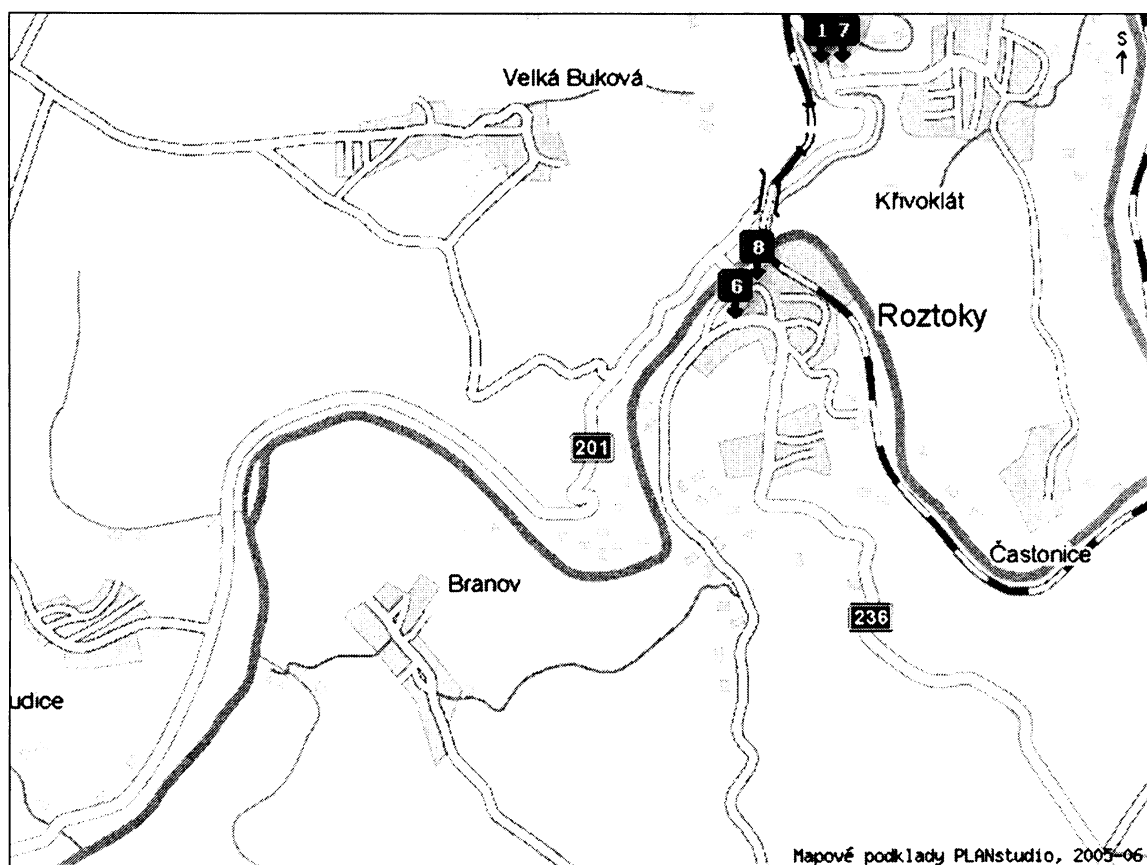 1 7
S
Velká Buková
Křivoklát
8
6
Roztoky
201
Častonice
Branov
236
udice
Mapové podklady PLANstudio, 2005-06